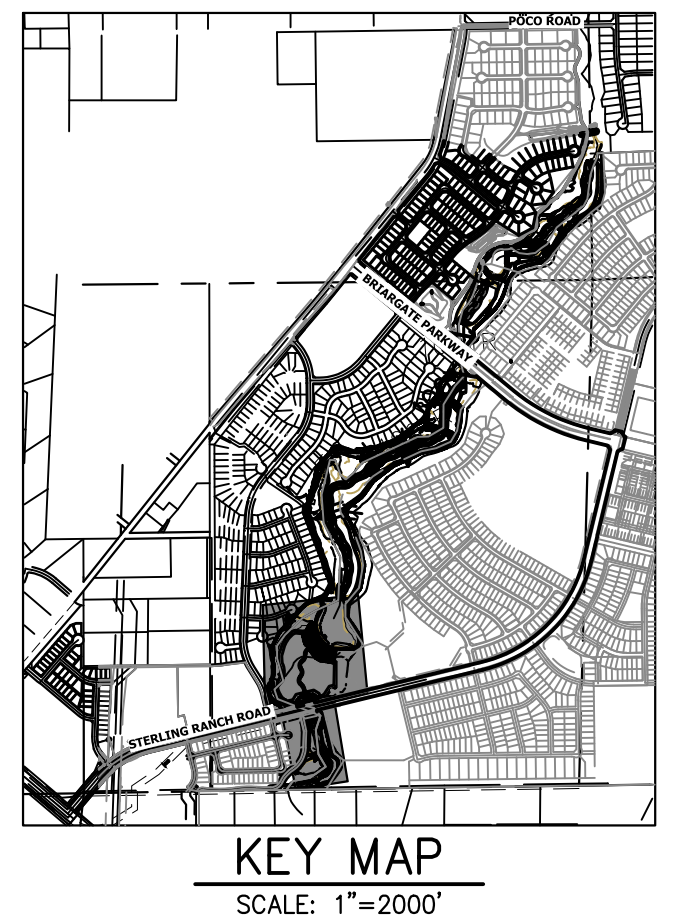 POCO ROAD
BRIARGATE PARKWAY
STERLING RANCH ROAD
KEY MAP
SCALE: 1"=2000'